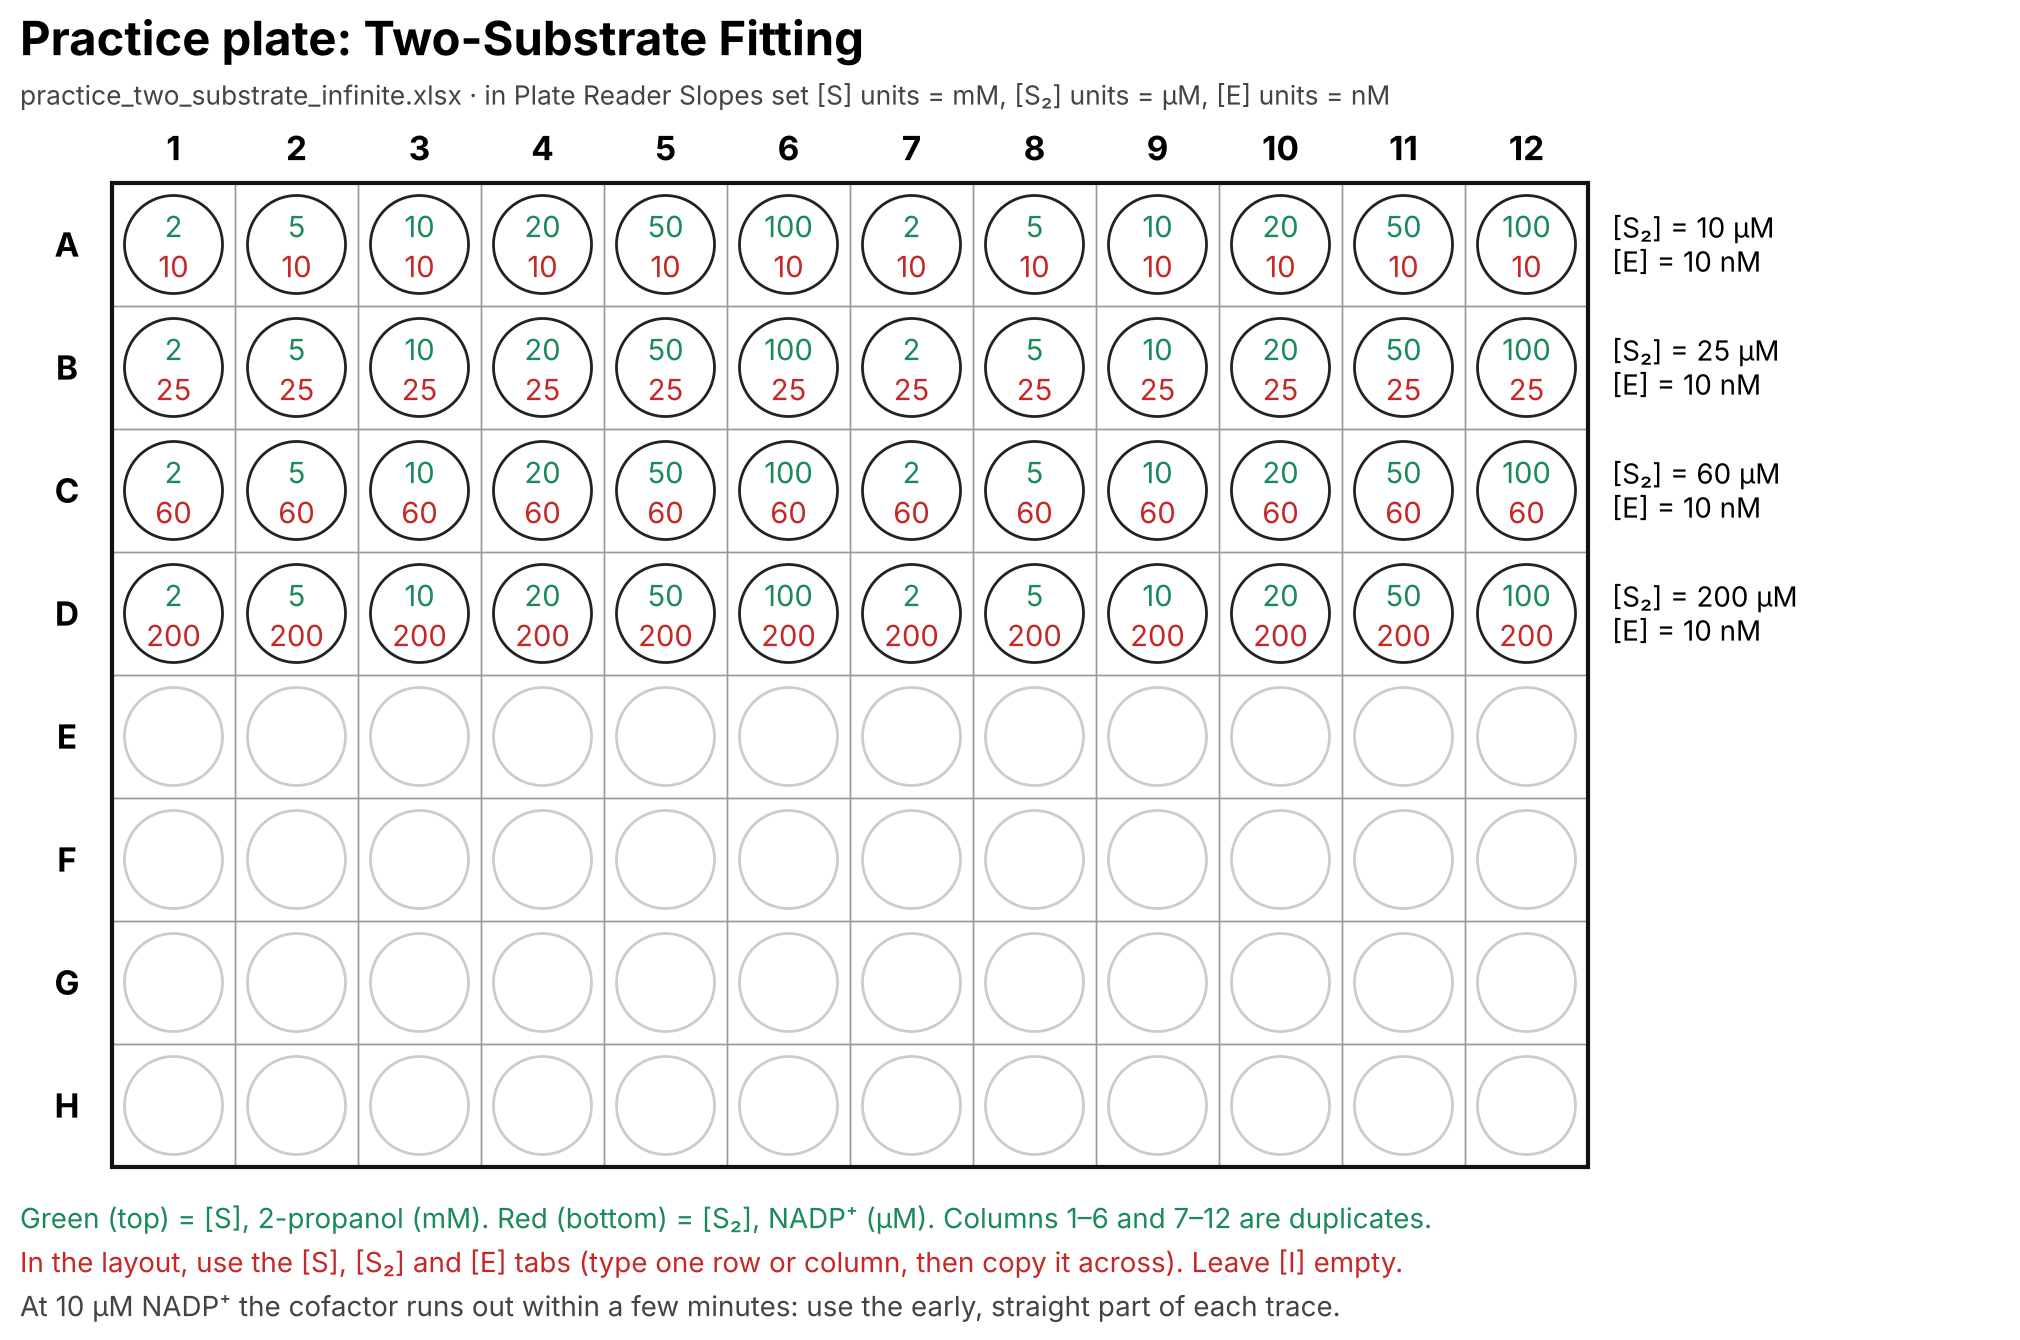 Practice plate: Two-Substrate Fitting
practice_two_substrate_infinite.xlsx · in Plate Reader Slopes set [S] units = mM, [S₂] units = µM, [E] units = nM
1 2 3 4 5 6 7 8 9 10 11 12
A
2 5 10 20 50 100 2 5 10 20 50 100
10 10 10 10 10 10 10 10 10 10 10 10
[S₂] = 10 µM
[E] = 10 nM
B
2 5 10 20 50 100 2 5 10 20 50 100
25 25 25 25 25 25 25 25 25 25 25 25
[S₂] = 25 µM
[E] = 10 nM
C
2 5 10 20 50 100 2 5 10 20 50 100
60 60 60 60 60 60 60 60 60 60 60 60
[S₂] = 60 µM
[E] = 10 nM
D
2 5 10 20 50 100 2 5 10 20 50 100
200 200 200 200 200 200 200 200 200 200 200 200
[S₂] = 200 µM
[E] = 10 nM
E
F
G
H
Green (top) = [S], 2-propanol (mM). Red (bottom) = [S₂], NADP⁺ (µM). Columns 1–6 and 7–12 are duplicates.
In the layout, use the [S], [S₂] and [E] tabs (type one row or column, then copy it across). Leave [I] empty.
At 10 µM NADP⁺ the cofactor runs out within a few minutes: use the early, straight part of each trace.